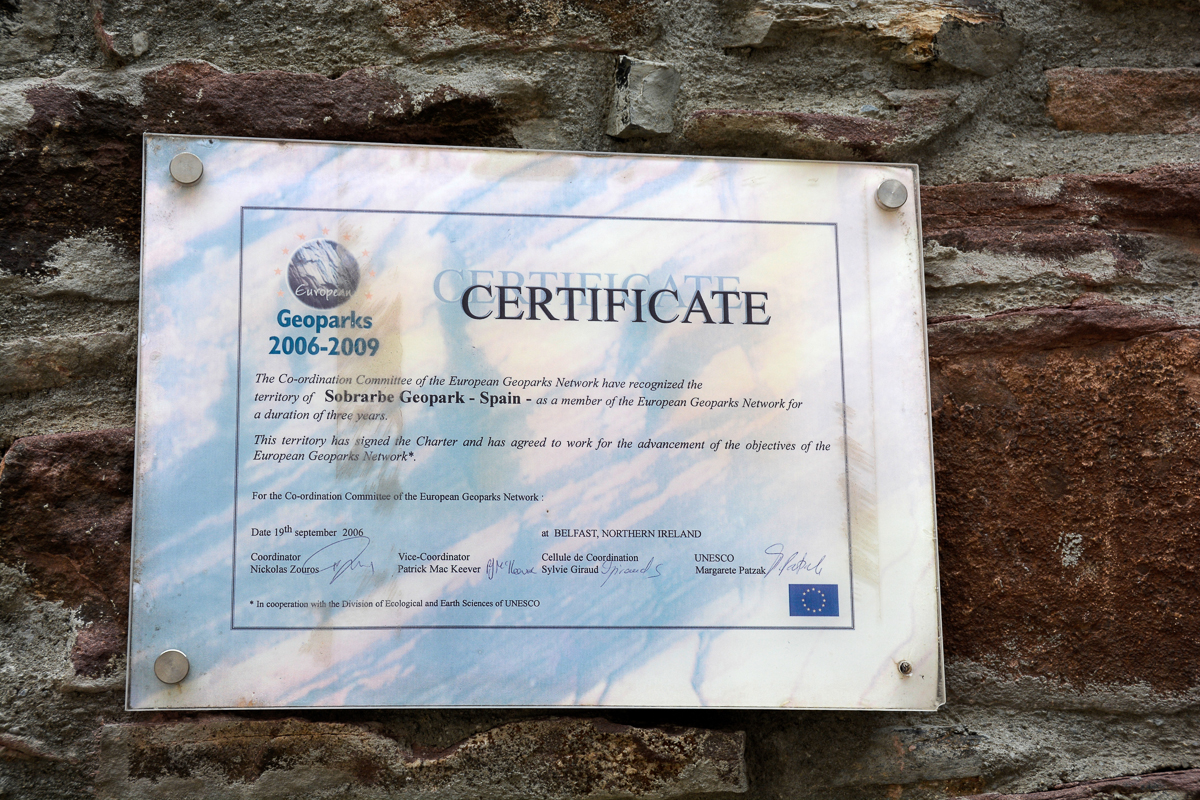 European
Geoparks
2006-2009
CERTIFICATE
CERTIFICATE
The Co-ordination Committee of the European Geoparks Network have recognized the
territory of Sobrarbe Geopark - Spain - as a member of the European Geoparks Network for
a duration of three years.
This territory has signed the Charter and has agreed to work for the advancement of the objectives of the
European Geoparks Network*.
For the Co-ordination Committee of the European Geoparks Network :
Date 19th september 2006 at BELFAST, NORTHERN IRELAND
Coordinator Vice-Coordinator Cellule de Coordination UNESCO
Nickolas Zouros Patrick Mac Keever Sylvie Giraud Margarete Patzak
* In cooperation with the Division of Ecological and Earth Sciences of UNESCO